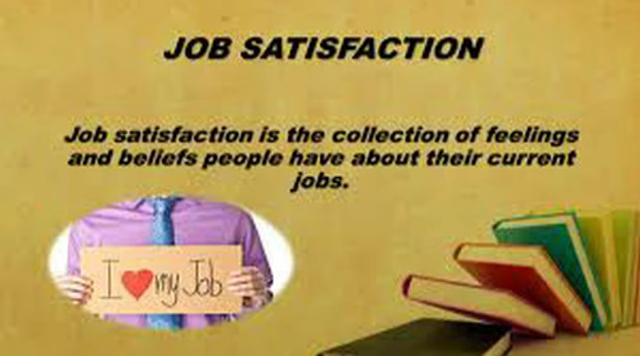 JOB SATISFACTION
Job satisfaction is the collection of feelings
and beliefs people have about their current
jobs.
I ❤ my Job